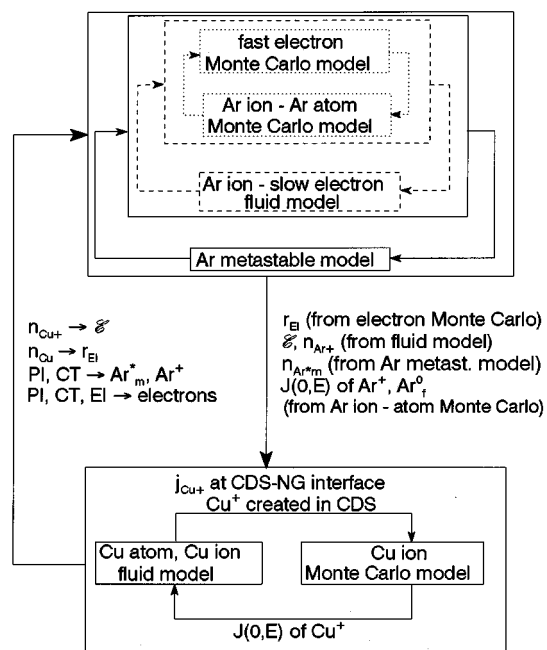 fast electron
Monte Carlo model
Ar ion - Ar atom
Monte Carlo model
Ar ion - slow electron
fluid model
Ar metastable model
n_Cu+ → ℰ
n_Cu → r_EI
PI, CT → Ar*_m, Ar⁺
PI, CT, EI → electrons
r_EI (from electron Monte Carlo)
ℰ, n_Ar+ (from fluid model)
n_Ar*m (from Ar metast. model)
J(0,E) of Ar⁺, Ar⁰_f
(from Ar ion - atom Monte Carlo)
j_Cu+ at CDS-NG interface
Cu⁺ created in CDS
Cu atom, Cu ion
fluid model
Cu ion
Monte Carlo model
J(0,E) of Cu⁺